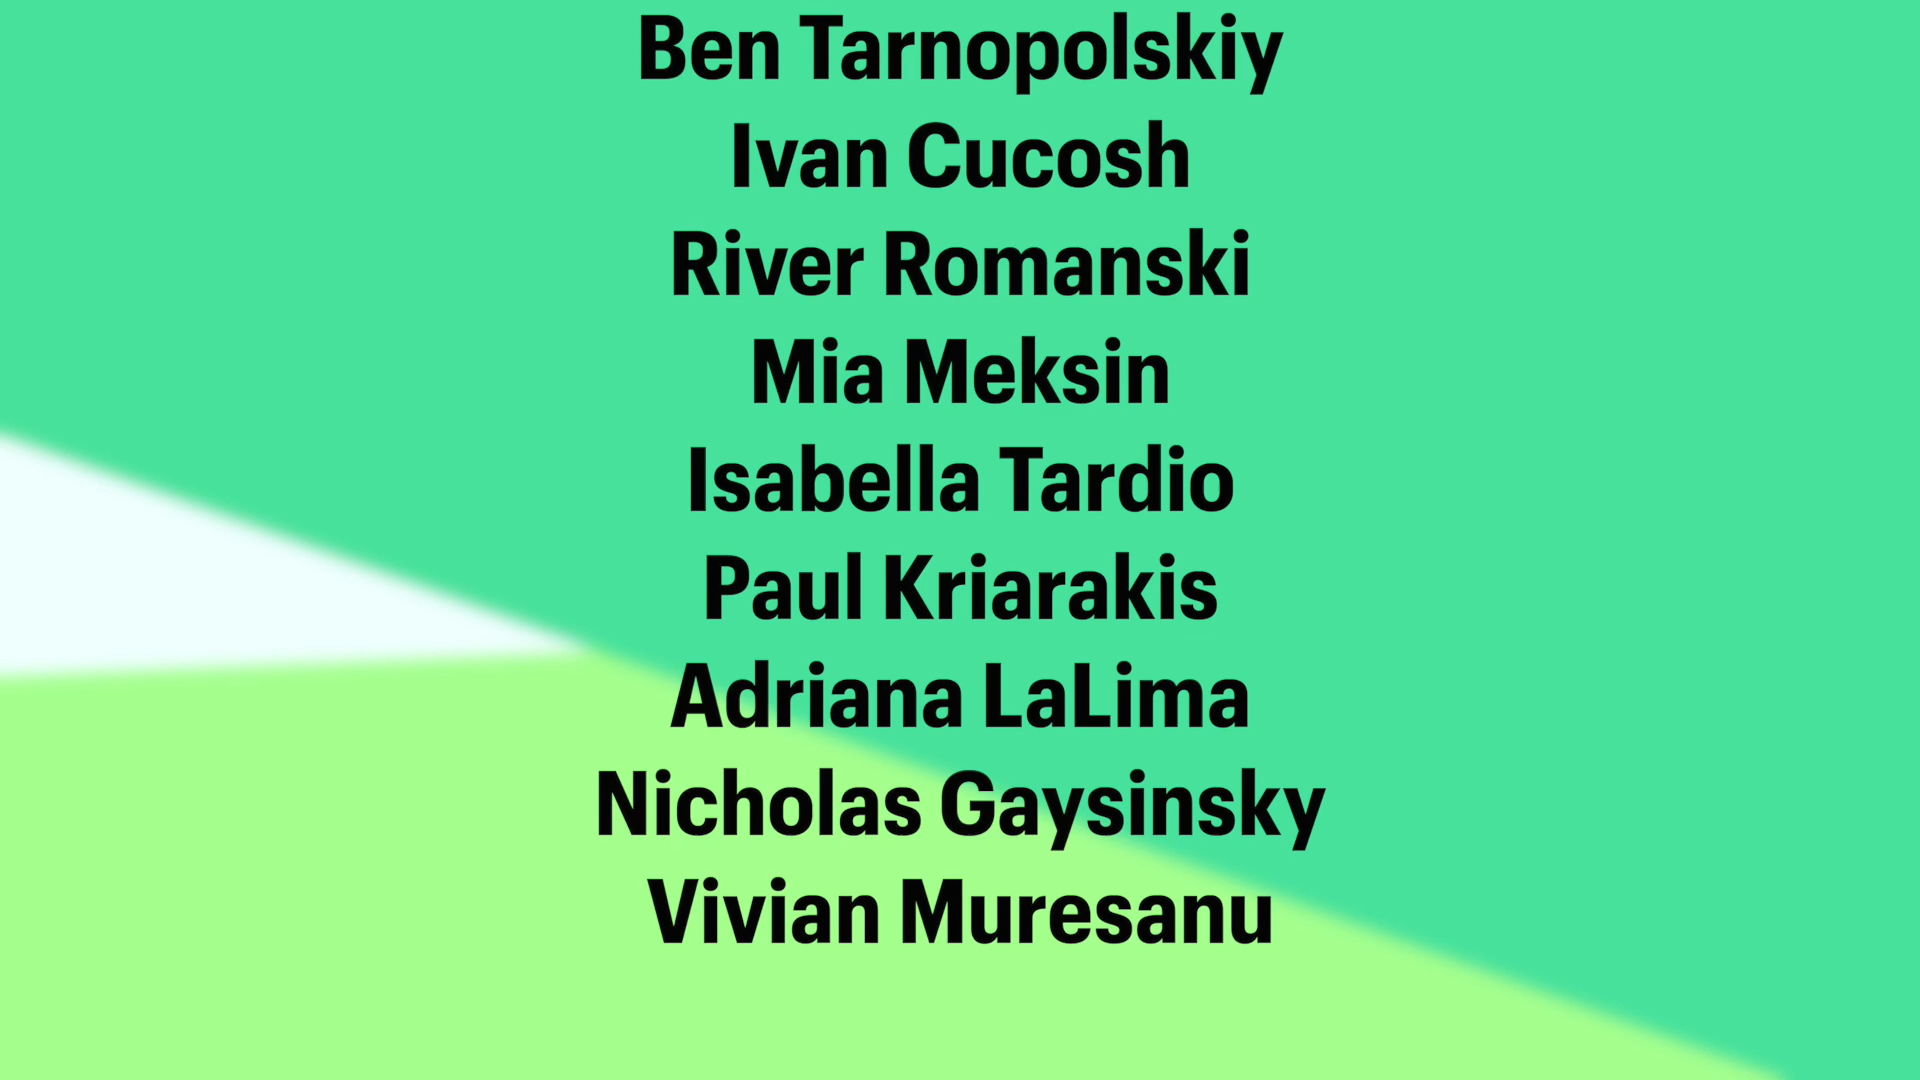 Ben Tarnopolskiy
Ivan Cucosh
River Romanski
Mia Meksin
Isabella Tardio
Paul Kriarakis
Adriana LaLima
Nicholas Gaysinsky
Vivian Muresanu